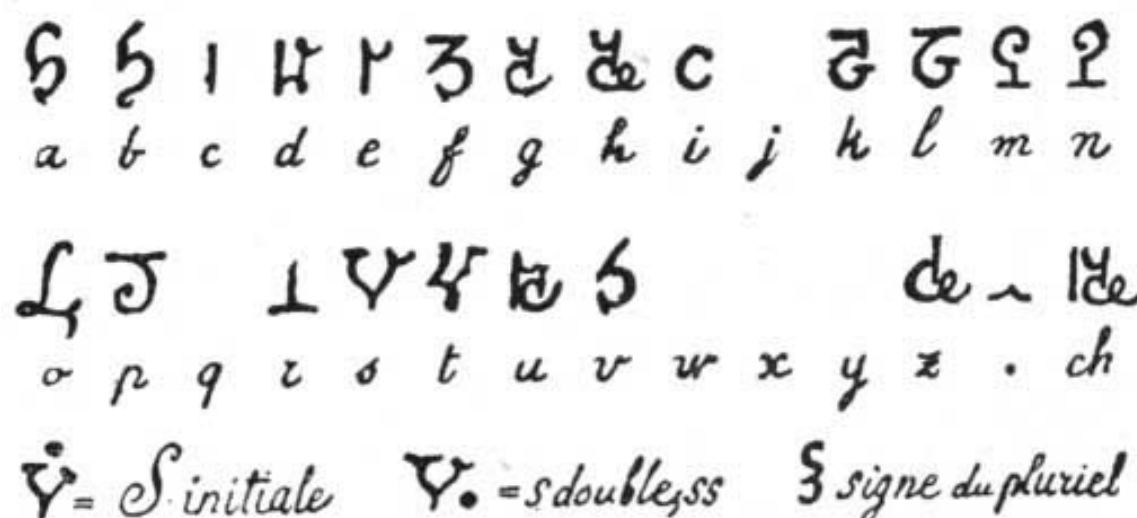 a b c d e f g h i j k l m n
o p q r s t u v w x y z . ch
= S initiale = s double, ss signe du pluriel